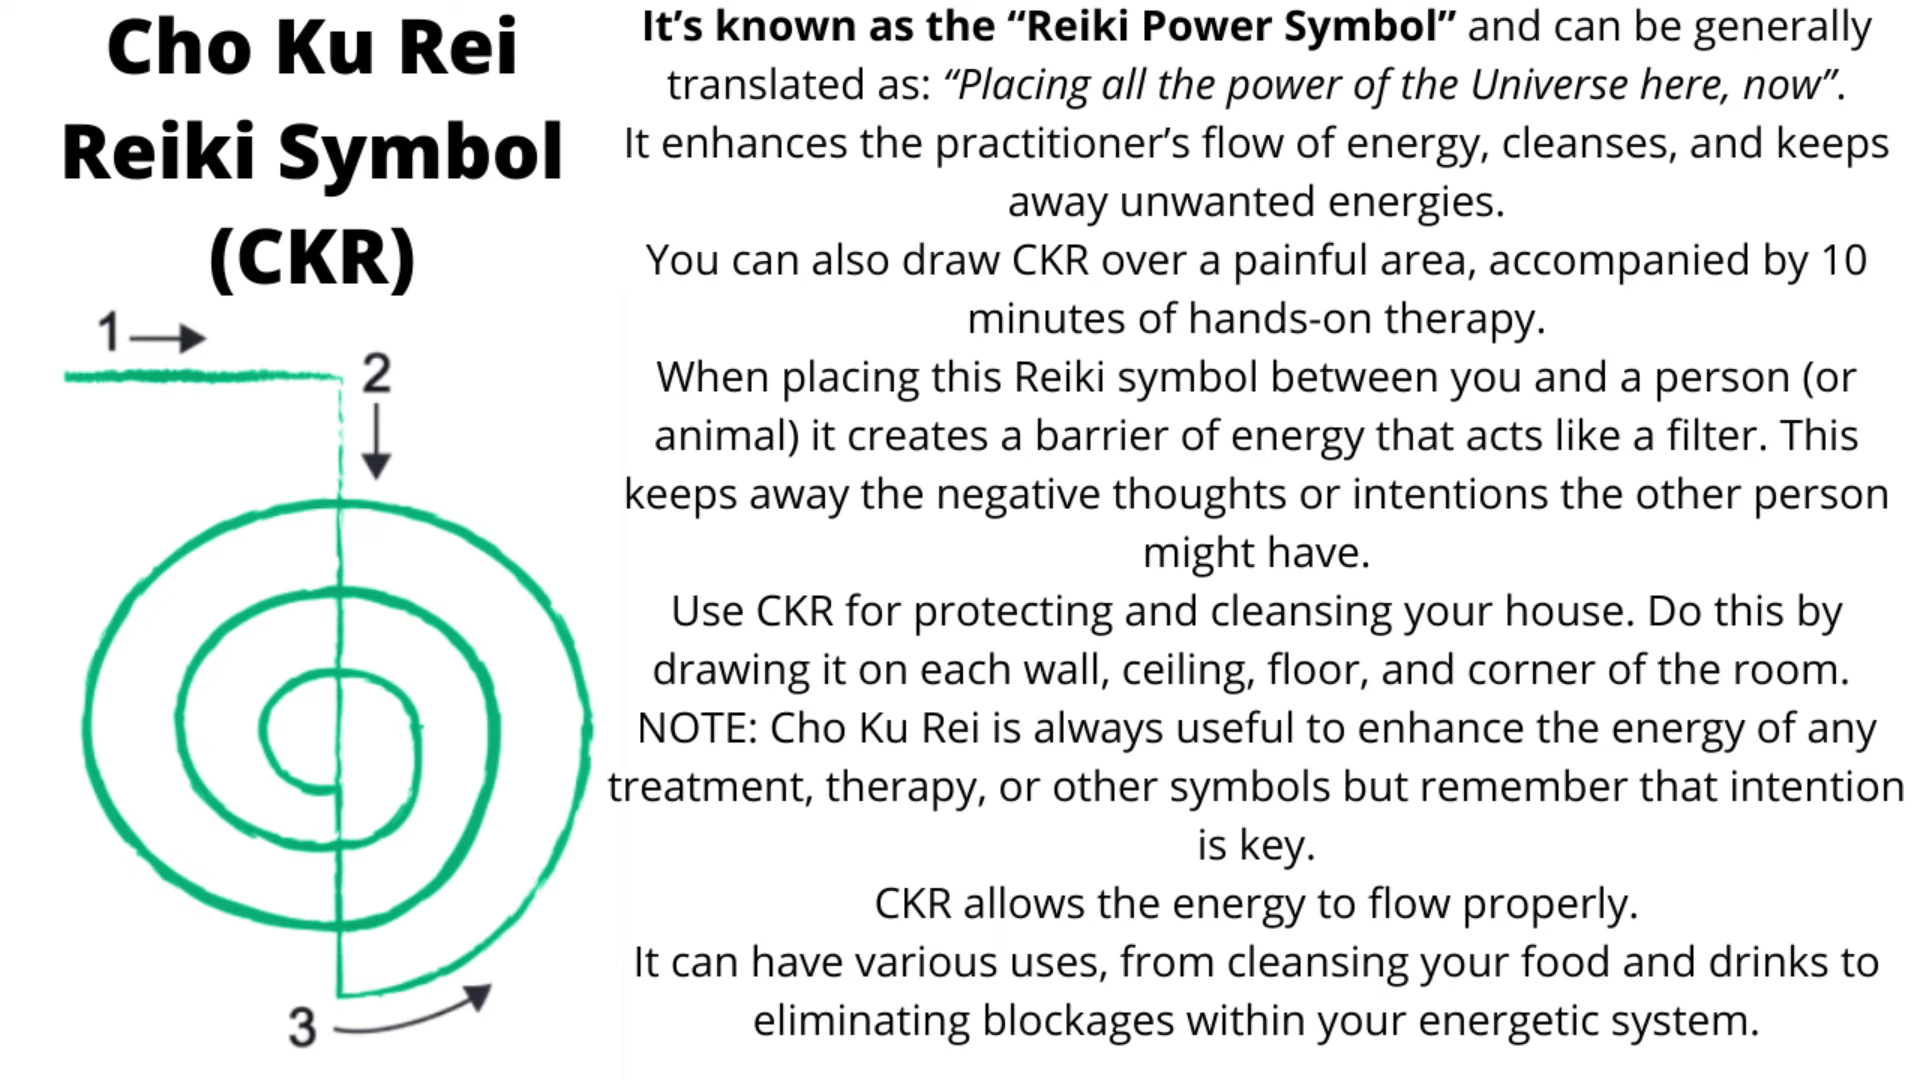 Cho Ku Rei
Reiki Symbol
(CKR)
1
2
3
It’s known as the “Reiki Power Symbol” and can be generally
translated as: “Placing all the power of the Universe here, now”.
It enhances the practitioner’s flow of energy, cleanses, and keeps
away unwanted energies.
You can also draw CKR over a painful area, accompanied by 10
minutes of hands-on therapy.
When placing this Reiki symbol between you and a person (or
animal) it creates a barrier of energy that acts like a filter. This
keeps away the negative thoughts or intentions the other person
might have.
Use CKR for protecting and cleansing your house. Do this by
drawing it on each wall, ceiling, floor, and corner of the room.
NOTE: Cho Ku Rei is always useful to enhance the energy of any
treatment, therapy, or other symbols but remember that intention
is key.
CKR allows the energy to flow properly.
It can have various uses, from cleansing your food and drinks to
eliminating blockages within your energetic system.